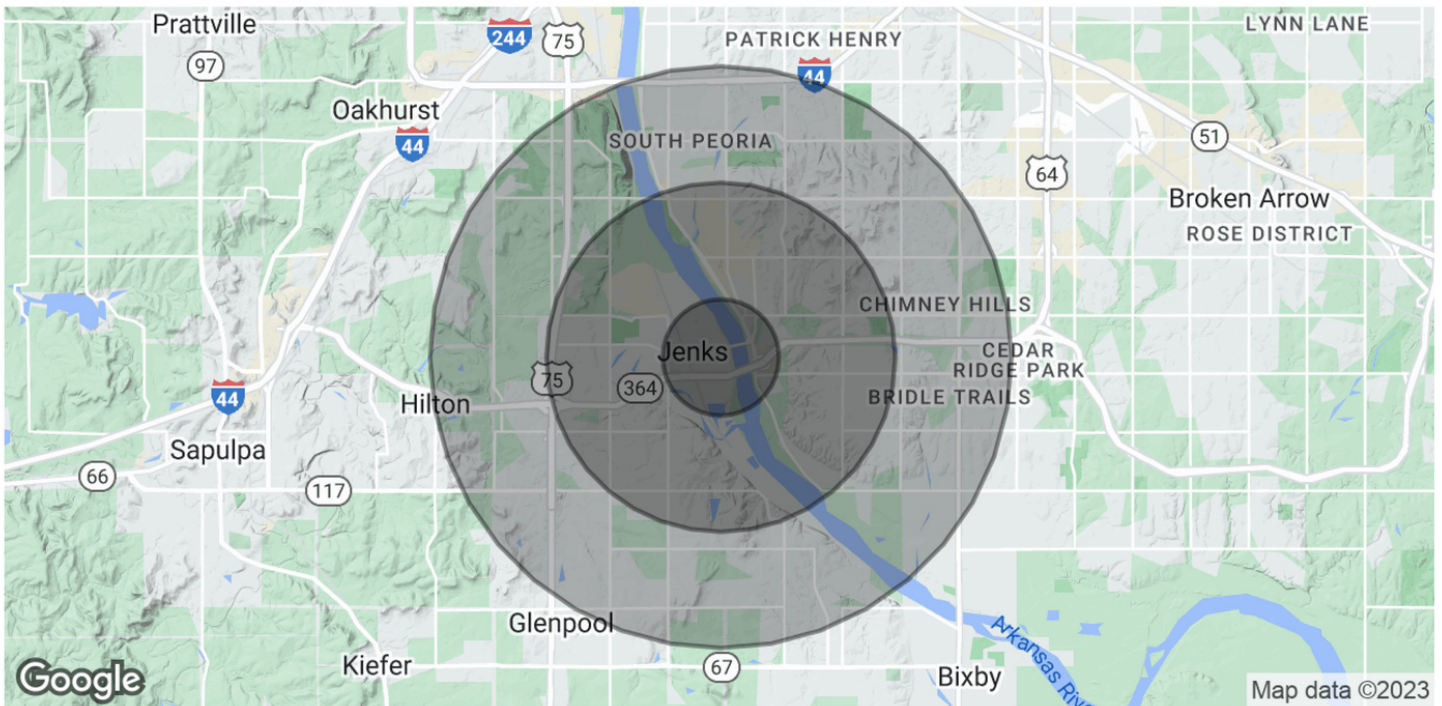 Prattville
LYNN LANE
244
75
PATRICK HENRY
97
44
Oakhurst
44
SOUTH PEORIA
51
64
Broken Arrow
ROSE DISTRICT
CHIMNEY HILLS
Jenks
CEDAR
RIDGE PARK
75
364
44
Hilton
BRIDLE TRAILS
Sapulpa
66
117
Glenpool
Arkansas River
Kiefer
67
Bixby
Google
Map data ©2023